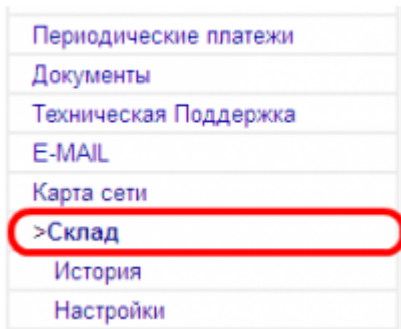 Периодические платежи
Документы
Техническая Поддержка
E-MAIL
Карта сети
>Склад
История
Настройки